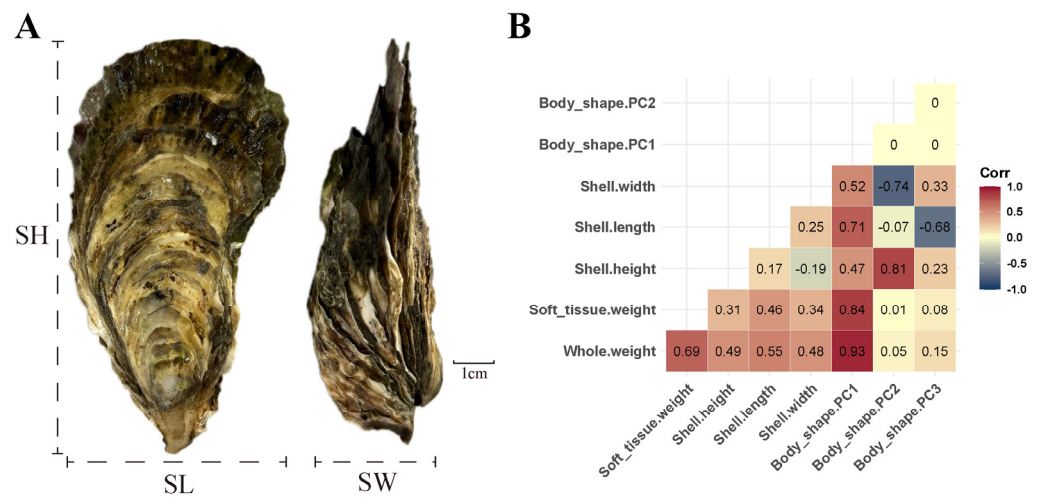 A
B
SH
SL
SW
1cm
Body_shape.PC2
0
Body_shape.PC1
0 0
Shell.width
0.52 -0.74 0.33
Shell.length
0.25 0.71 -0.07 -0.68
Shell.height
0.17 -0.19 0.47 0.81 0.23
Soft_tissue.weight
0.31 0.46 0.34 0.84 0.01 0.08
Whole.weight
0.69 0.49 0.55 0.48 0.93 0.05 0.15
Soft_tissue.weight
Shell.height
Shell.length
Shell.width
Body_shape.PC1
Body_shape.PC2
Body_shape.PC3
Corr
1.0
0.5
0.0
-0.5
-1.0